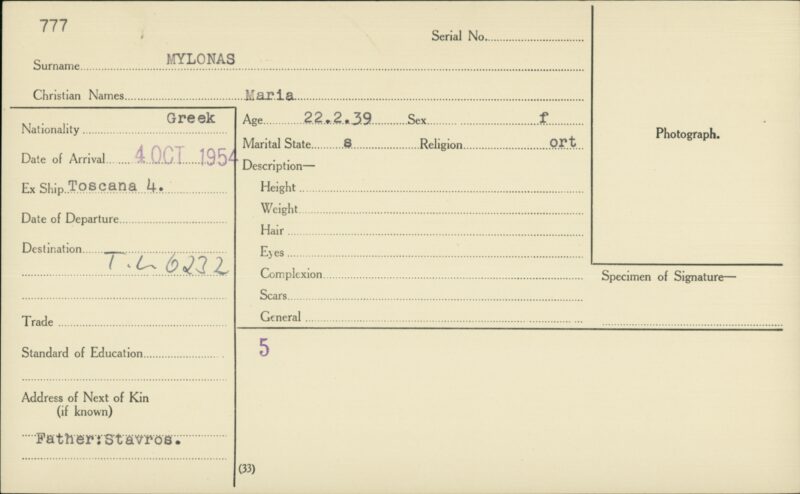 777
Serial No.
Surname MYLONAS
Christian Names Maria
Nationality Greek
Date of Arrival 4 OCT 1954
Ex Ship Toscana 4.
Date of Departure
Destination T.L 6232
Trade
Standard of Education
Address of Next of Kin
(if known)
Father:Stavros.
Age 22.2.39 Sex f
Marital State s Religion ort
Description—
Height
Weight
Hair
Eyes
Complexion
Scars
General
5
(33)
Photograph.
Specimen of Signature—